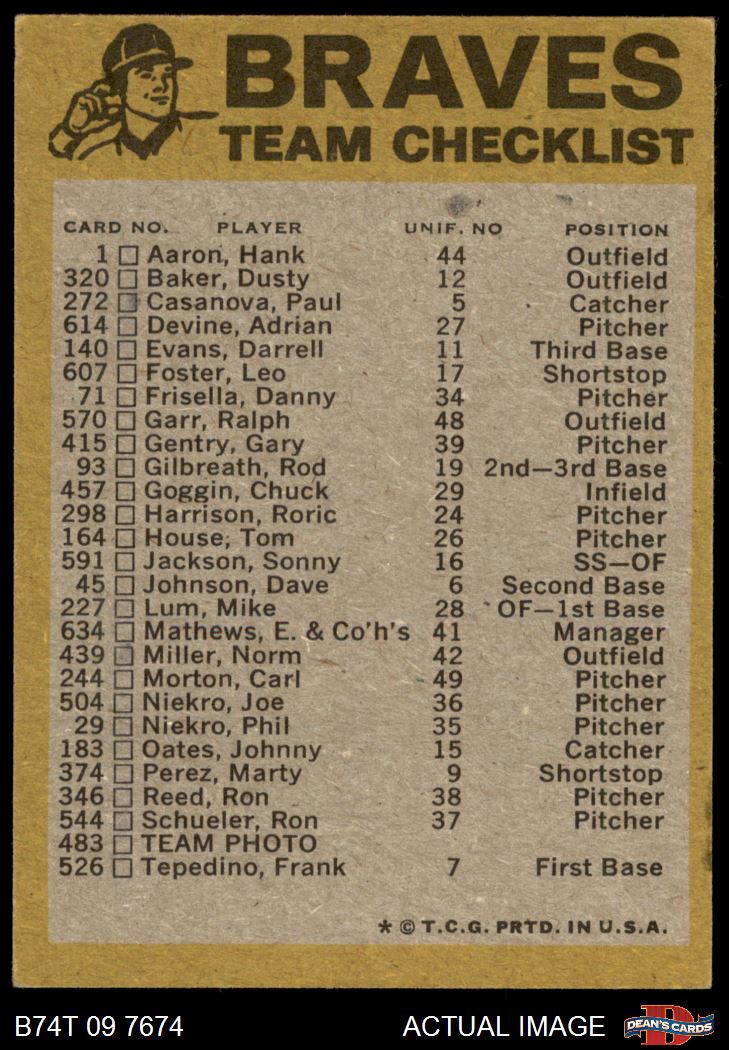 BRAVES
TEAM CHECKLIST
CARD NO. PLAYER UNIF. NO POSITION
1 Aaron, Hank 44 Outfield
320 Baker, Dusty 12 Outfield
272 Casanova, Paul 5 Catcher
614 Devine, Adrian 27 Pitcher
140 Evans, Darrell 11 Third Base
607 Foster, Leo 17 Shortstop
71 Frisella, Danny 34 Pitcher
570 Garr, Ralph 48 Outfield
415 Gentry, Gary 39 Pitcher
93 Gilbreath, Rod 19 2nd—3rd Base
457 Goggin, Chuck 29 Infield
298 Harrison, Roric 24 Pitcher
164 House, Tom 26 Pitcher
591 Jackson, Sonny 16 SS—OF
45 Johnson, Dave 6 Second Base
227 Lum, Mike 28 OF—1st Base
634 Mathews, E. & Co'h's 41 Manager
439 Miller, Norm 42 Outfield
244 Morton, Carl 49 Pitcher
504 Niekro, Joe 36 Pitcher
29 Niekro, Phil 35 Pitcher
183 Oates, Johnny 15 Catcher
374 Perez, Marty 9 Shortstop
346 Reed, Ron 38 Pitcher
544 Schueler, Ron 37 Pitcher
483 TEAM PHOTO
526 Tepedino, Frank 7 First Base
* © T.C.G. PRTD. IN U.S.A.
B74T 09 7674 ACTUAL IMAGE D DEAN'S CARDS